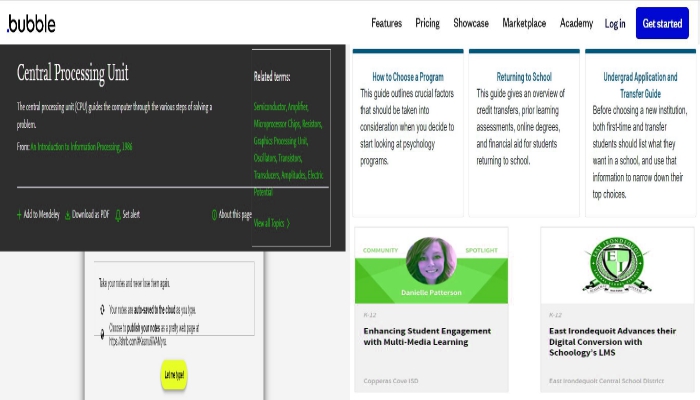 .bubble
Features Pricing Showcase Marketplace Academy Log in Get started
Central Processing Unit
The central processing unit (CPU) guides the computer through the various steps of solving a
problem.
From: An Introduction to Information Processing, 1986
Add to Mendeley Download as PDF Set alert About this page
Related terms:
Semiconductor, Amplifier,
Microprocessor Chips, Resistors,
Graphics Processing Unit,
Oscillators, Transistors,
Transducers, Amplitudes, Electric
Potential
View all Topics
Take your notes and never lose them again.
Your notes are auto-saved to the cloud as you type.
Choose to publish your notes as a pretty web page at
Let me type!
How to Choose a Program
This guide outlines crucial factors
that should be taken into
consideration when you decide to
start looking at psychology
programs.
Returning to School
This guide gives an overview of
credit transfers, prior learning
assessments, online degrees,
and financial aid for students
returning to school.
Undergrad Application and
Transfer Guide
Before choosing a new institution,
both first-time and transfer
students should list what they
want in a school, and use that
information to narrow down their
top choices.
COMMUNITY SPOTLIGHT
Danielle Patterson
K-12
Enhancing Student Engagement
with Multi-Media Learning
Copperas Cove ISD
EAST IRONDEQUOIT
E I
K-12
East Irondequoit Advances their
Digital Conversion with
Schoology's LMS
East Irondequoit Central School District